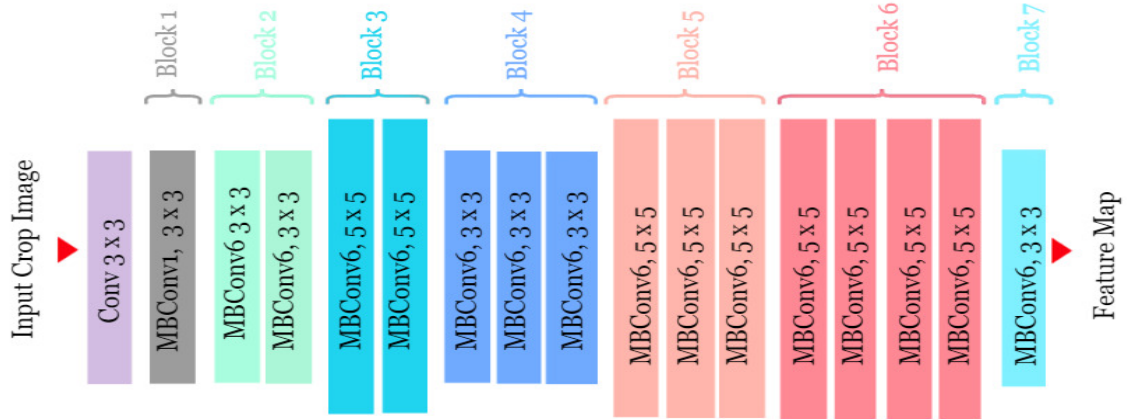 Block 1
Block 2
Block 3
Block 4
Block 5
Block 6
Block 7
Input Crop Image
Conv 3 x 3
MBConv1, 3 x 3
MBConv6 3 x 3
MBConv6, 3 x 3
MBConv6, 5 x 5
MBConv6, 5 x 5
MBConv6, 3 x 3
MBConv6, 3 x 3
MBConv6, 3 x 3
MBConv6, 5 x 5
MBConv6, 5 x 5
MBConv6, 5 x 5
MBConv6, 5 x 5
MBConv6, 5 x 5
MBConv6, 5 x 5
MBConv6, 5 x 5
MBConv6, 3 x 3
Feature Map